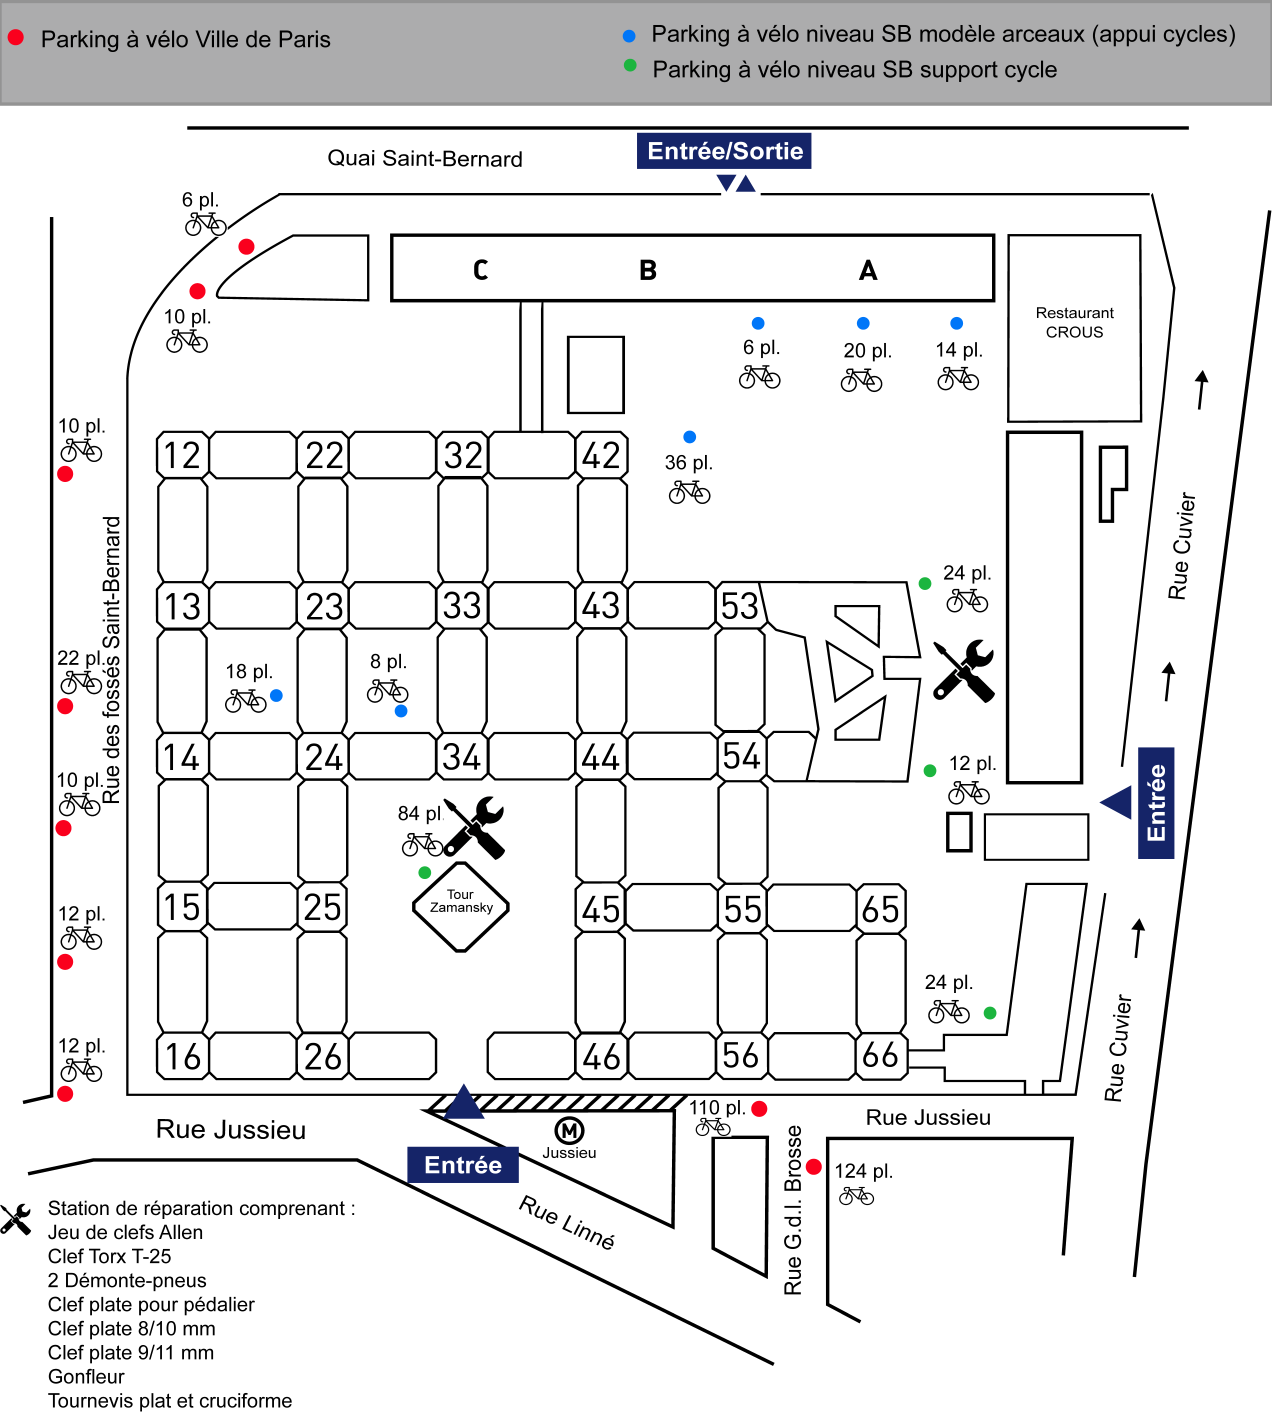 Parking à vélo Ville de Paris
Parking à vélo niveau SB modèle arceaux (appui cycles)
Parking à vélo niveau SB support cycle
Quai Saint-Bernard
Entrée/Sortie
6 pl.
10 pl.
C
B
A
Restaurant
CROUS
6 pl.
20 pl.
14 pl.
10 pl.
12
22
32
42
36 pl.
Rue Cuvier
Rue des fossés Saint-Bernard
24 pl.
13
23
33
43
53
22 pl.
18 pl.
8 pl.
14
24
34
44
54
12 pl.
10 pl.
Entrée
84 pl.
Tour
Zamansky
15
25
45
55
65
12 pl.
24 pl.
Rue Cuvier
12 pl.
16
26
46
56
66
Rue Jussieu
M
Jussieu
110 pl.
Rue Jussieu
Entrée
Rue Linné
Rue G.d.l. Brosse
124 pl.
Station de réparation comprenant :
Jeu de clefs Allen
Clef Torx T-25
2 Démonte-pneus
Clef plate pour pédalier
Clef plate 8/10 mm
Clef plate 9/11 mm
Gonfleur
Tournevis plat et cruciforme